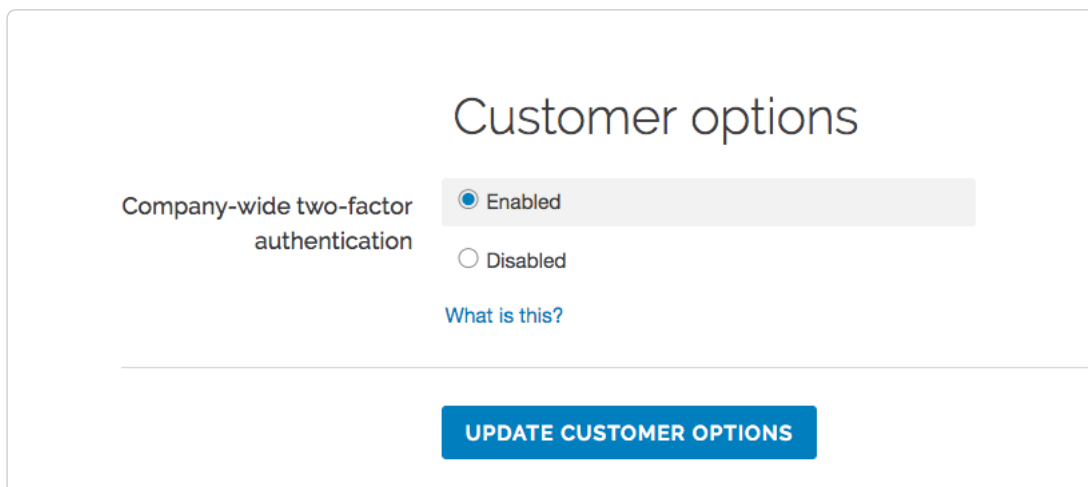 Customer options
Company-wide two-factor
authentication
Enabled
Disabled
What is this?
UPDATE CUSTOMER OPTIONS